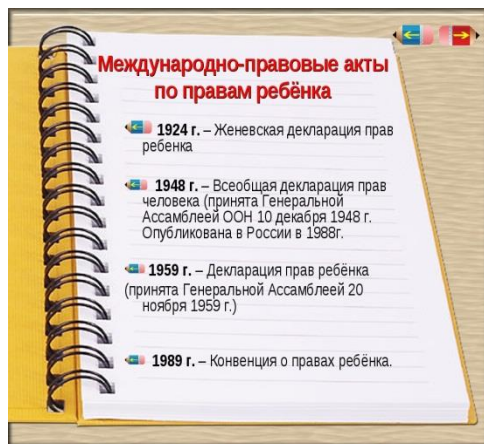 Международно-правовые акты
по правам ребёнка
1924 г. – Женевская декларация прав
ребенка
1948 г. – Всеобщая декларация прав
человека (принята Генеральной
Ассамблеей ООН 10 декабря 1948 г.
Опубликована в России в 1988г.
1959 г. – Декларация прав ребёнка
(принята Генеральной Ассамблеей 20
ноября 1959 г.)
1989 г. – Конвенция о правах ребёнка.